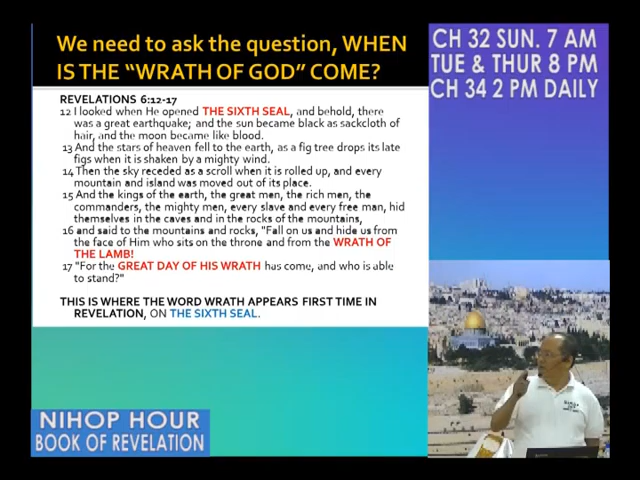 We need to ask the question, WHEN
IS THE “WRATH OF GOD” COME?
CH 32 SUN. 7 AM
TUE & THUR 8 PM
CH 34 2 PM DAILY
REVELATIONS 6:12-17
12 I looked when He opened THE SIXTH SEAL, and behold, there
was a great earthquake; and the sun became black as sackcloth of
hair, and the moon became like blood.
13 And the stars of heaven fell to the earth, as a fig tree drops its late
figs when it is shaken by a mighty wind.
14 Then the sky receded as a scroll when it is rolled up, and every
mountain and island was moved out of its place.
15 And the kings of the earth, the great men, the rich men, the
commanders, the mighty men, every slave and every free man, hid
themselves in the caves and in the rocks of the mountains,
16 and said to the mountains and rocks, "Fall on us and hide us from
the face of Him who sits on the throne and from the WRATH OF
THE LAMB!
17 "For the GREAT DAY OF HIS WRATH has come, and who is able
to stand?"
THIS IS WHERE THE WORD WRATH APPEARS FIRST TIME IN
REVELATION, ON THE SIXTH SEAL.
NIHOP HOUR
BOOK OF REVELATION